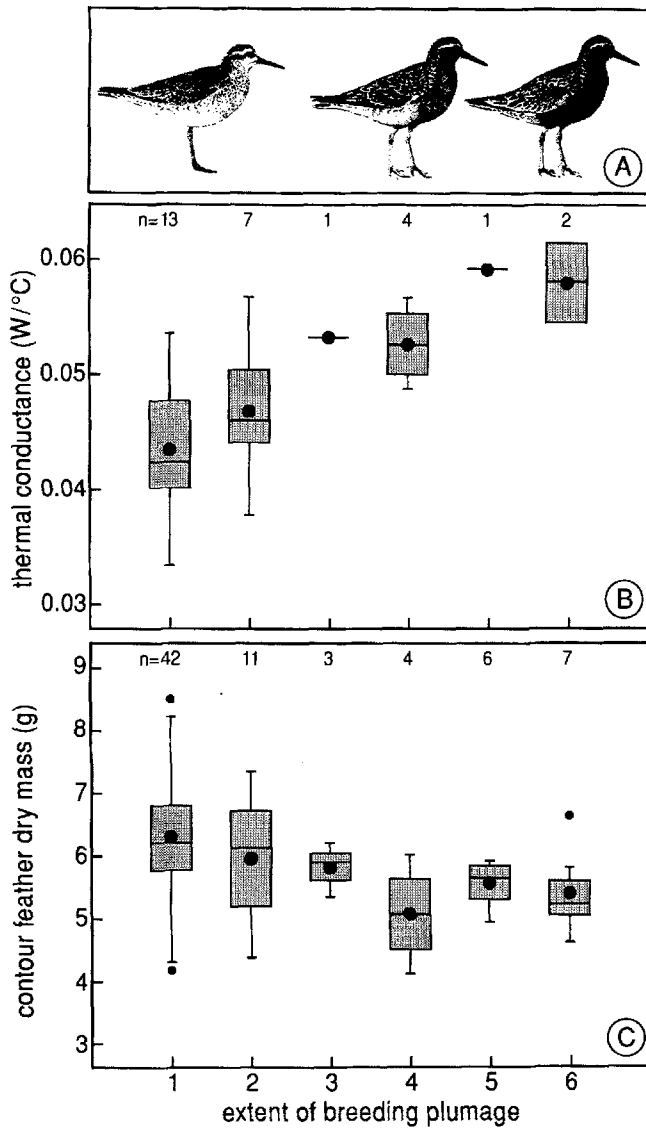 A
n=13 7 1 4 1 2
0.06
0.05
0.04
0.03
thermal conductance (W/°C)
B
n=42 11 3 4 6 7
9
8
7
6
5
4
3
contour feather dry mass (g)
C
1 2 3 4 5 6
extent of breeding plumage